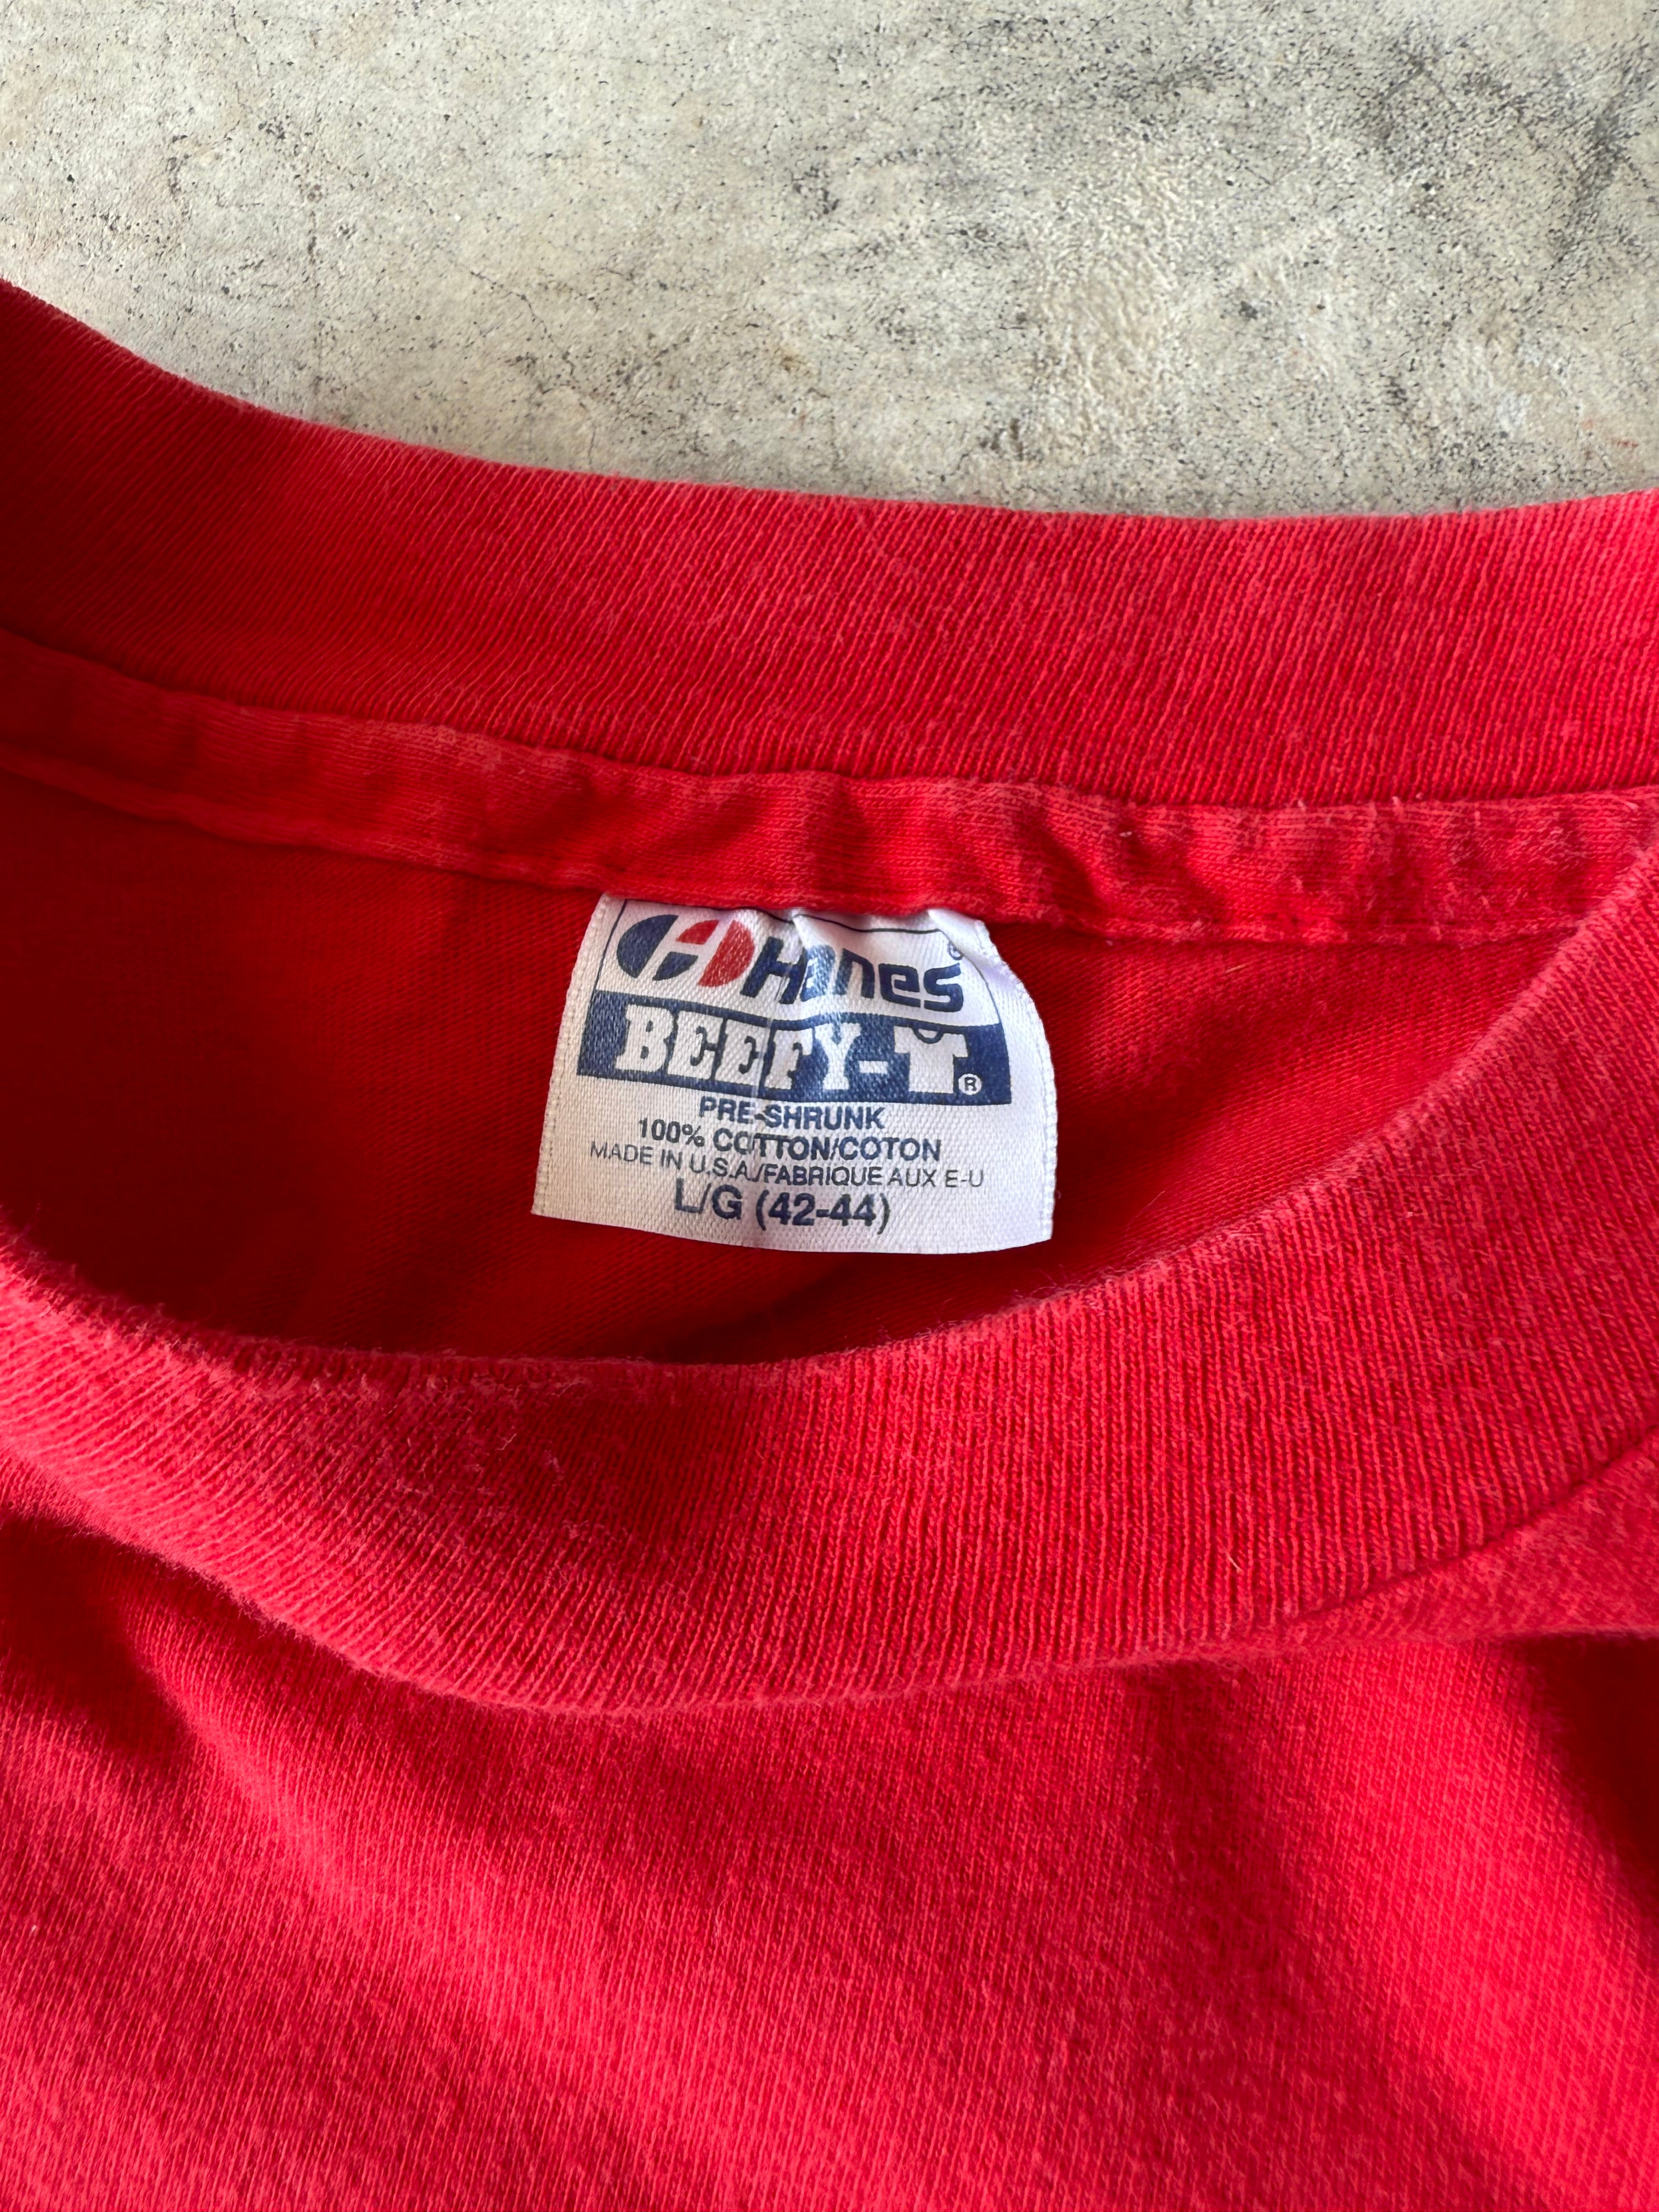 Hanes®
BEEFY-T®
PRE-SHRUNK
100% COTTON/COTON
MADE IN U.S.A./FABRIQUE AUX E-U
L/G (42-44)